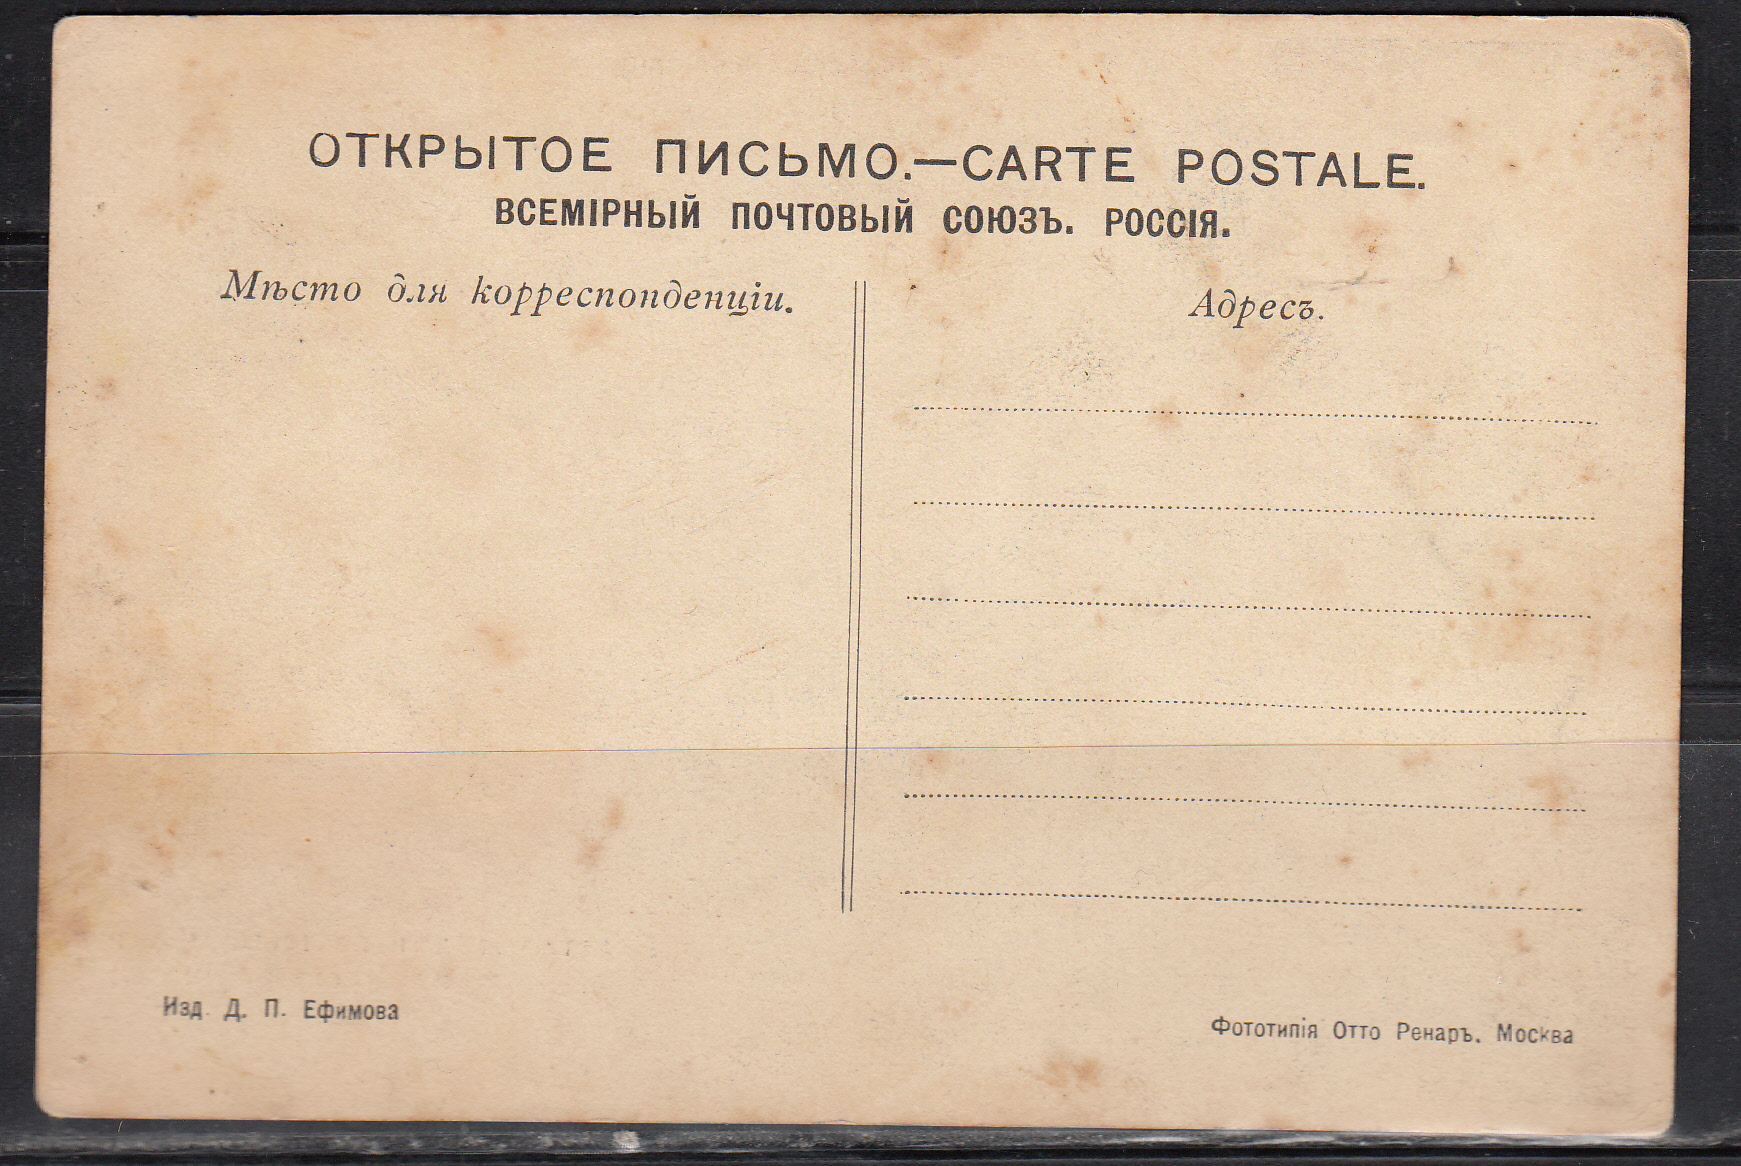 ОТКРЫТОЕ ПИСЬМО.—CARTE POSTALE.
ВСЕМІРНЫЙ ПОЧТОВЫЙ СОЮЗЪ. РОССІЯ.
Мѣсто для корреспонденціи.
Адресъ.
Изд. Д. П. Ефимова
Фототипія Отто Ренаръ. Москва